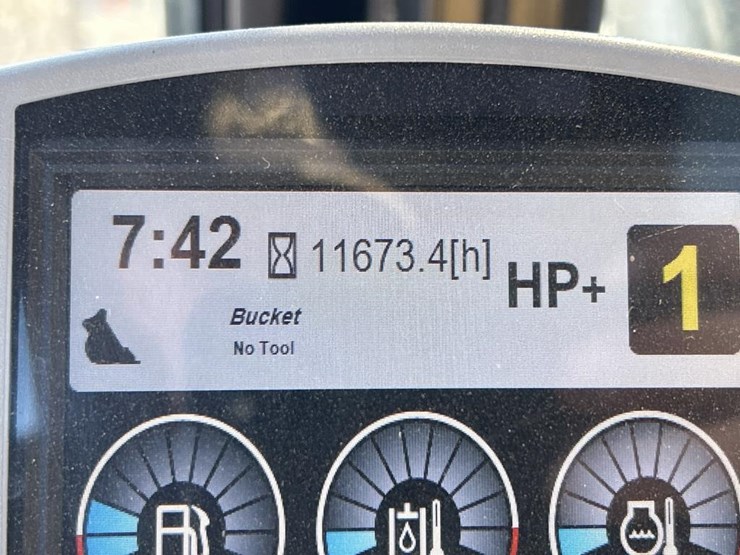 7:42 11673.4[h] HP+ 1
Bucket
No Tool